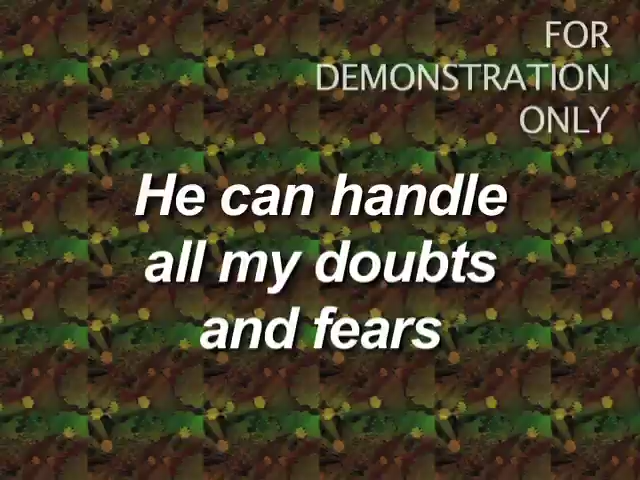 FOR
DEMONSTRATION
ONLY
He can handle
all my doubts
and fears